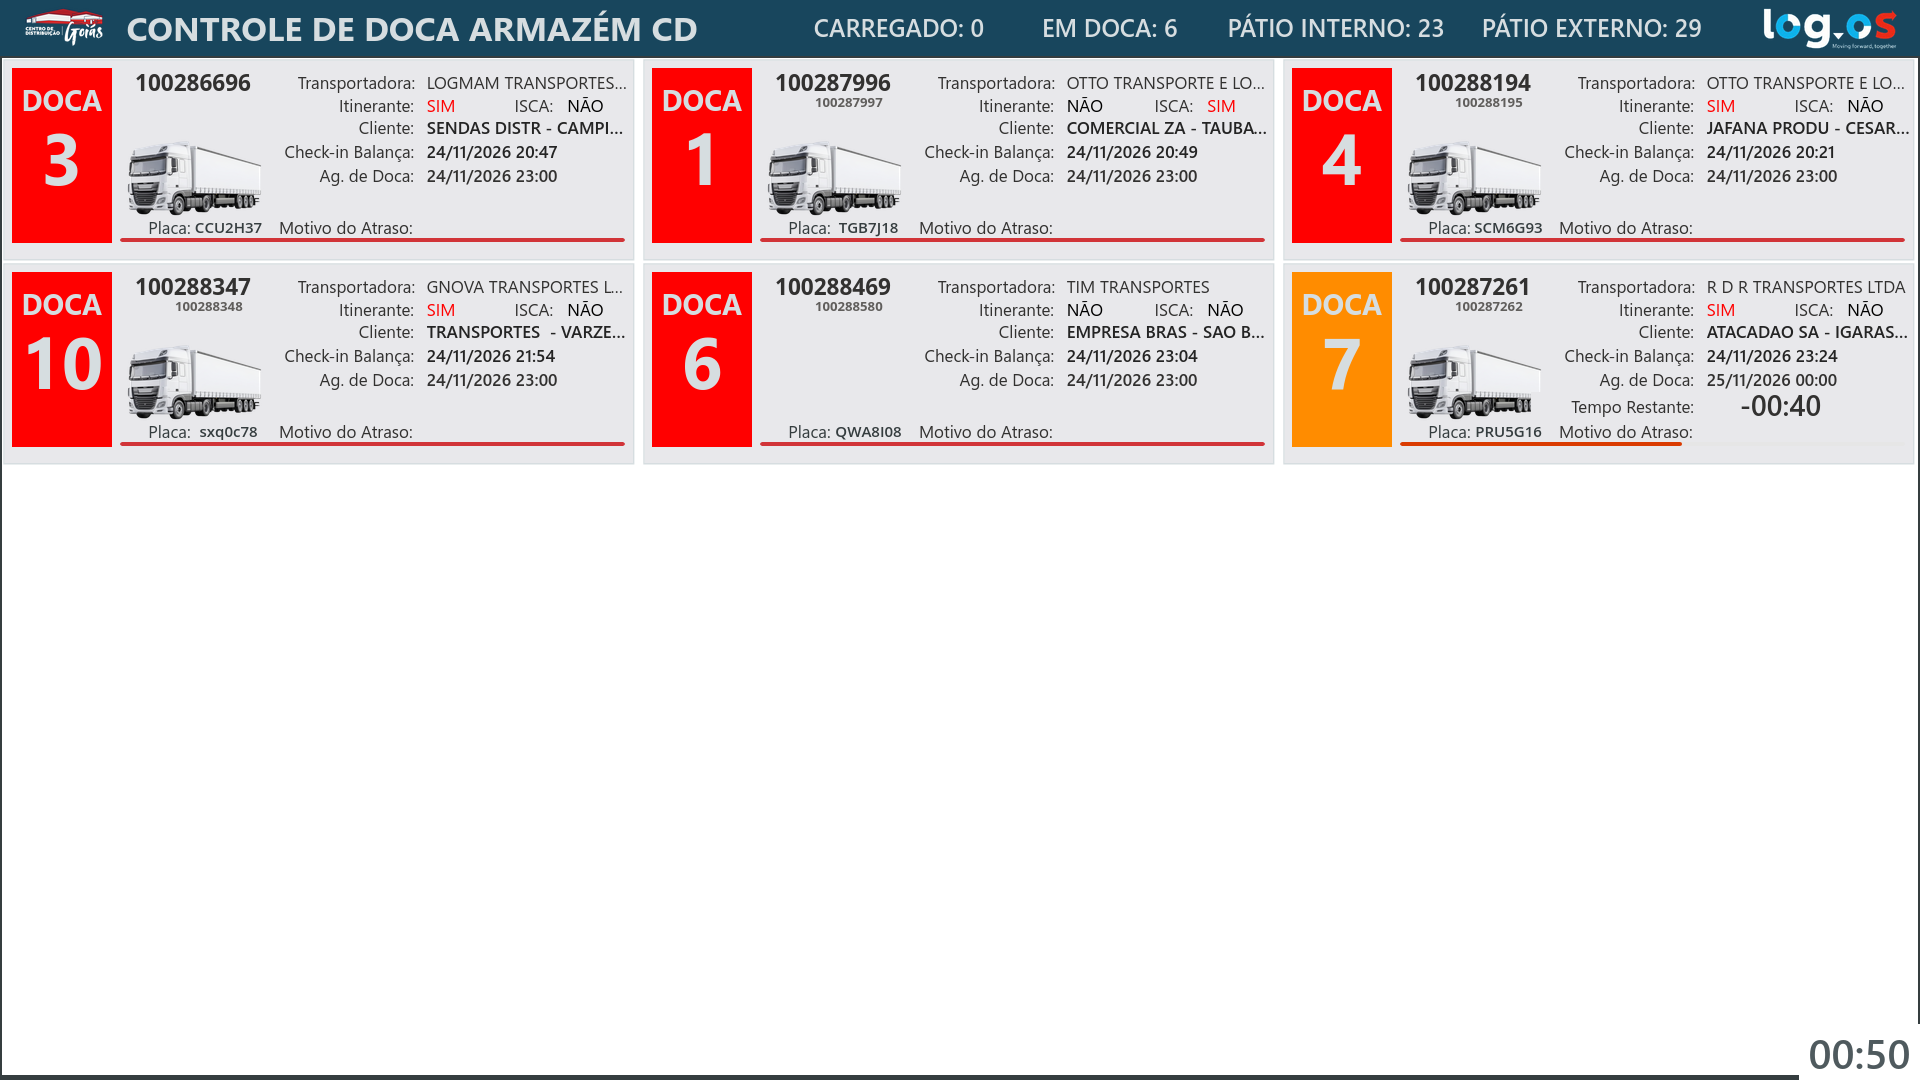 CENTRO DE DISTRIBUIÇÃO Goiás
CONTROLE DE DOCA ARMAZÉM CD
CARREGADO: 0
EM DOCA: 6
PÁTIO INTERNO: 23
PÁTIO EXTERNO: 29
log.os
Moving forward, together
DOCA
3
100286696
Transportadora: LOGMAM TRANSPORTES...
Itinerante: SIM ISCA: NÃO
Cliente: SENDAS DISTR - CAMPI...
Check-in Balança: 24/11/2026 20:47
Ag. de Doca: 24/11/2026 23:00
Placa: CCU2H37 Motivo do Atraso:
DOCA
1
100287996
100287997
Transportadora: OTTO TRANSPORTE E LO...
Itinerante: NÃO ISCA: SIM
Cliente: COMERCIAL ZA - TAUBA...
Check-in Balança: 24/11/2026 20:49
Ag. de Doca: 24/11/2026 23:00
Placa: TGB7J18 Motivo do Atraso:
DOCA
4
100288194
100288195
Transportadora: OTTO TRANSPORTE E LO...
Itinerante: SIM ISCA: NÃO
Cliente: JAFANA PRODU - CESAR...
Check-in Balança: 24/11/2026 20:21
Ag. de Doca: 24/11/2026 23:00
Placa: SCM6G93 Motivo do Atraso:
DOCA
10
100288347
100288348
Transportadora: GNOVA TRANSPORTES L...
Itinerante: SIM ISCA: NÃO
Cliente: TRANSPORTES - VARZE...
Check-in Balança: 24/11/2026 21:54
Ag. de Doca: 24/11/2026 23:00
Placa: sxq0c78 Motivo do Atraso:
DOCA
6
100288469
100288580
Transportadora: TIM TRANSPORTES
Itinerante: NÃO ISCA: NÃO
Cliente: EMPRESA BRAS - SAO B...
Check-in Balança: 24/11/2026 23:04
Ag. de Doca: 24/11/2026 23:00
Placa: QWA8I08 Motivo do Atraso:
DOCA
7
100287261
100287262
Transportadora: R D R TRANSPORTES LTDA
Itinerante: SIM ISCA: NÃO
Cliente: ATACADAO SA - IGARAS...
Check-in Balança: 24/11/2026 23:24
Ag. de Doca: 25/11/2026 00:00
Tempo Restante: -00:40
Placa: PRU5G16 Motivo do Atraso:
00:50